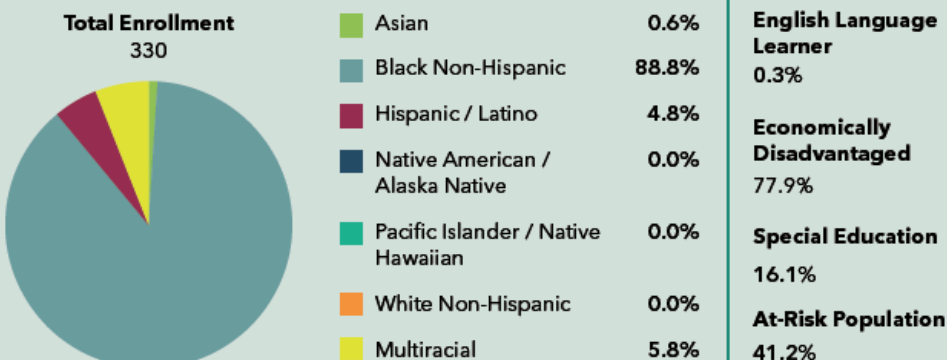 Total Enrollment
330
Asian 0.6%
Black Non-Hispanic 88.8%
Hispanic / Latino 4.8%
Native American / 0.0%
Alaska Native
Pacific Islander / Native 0.0%
Hawaiian
White Non-Hispanic 0.0%
Multiracial 5.8%
English Language
Learner
0.3%
Economically
Disadvantaged
77.9%
Special Education
16.1%
At-Risk Population
41.2%